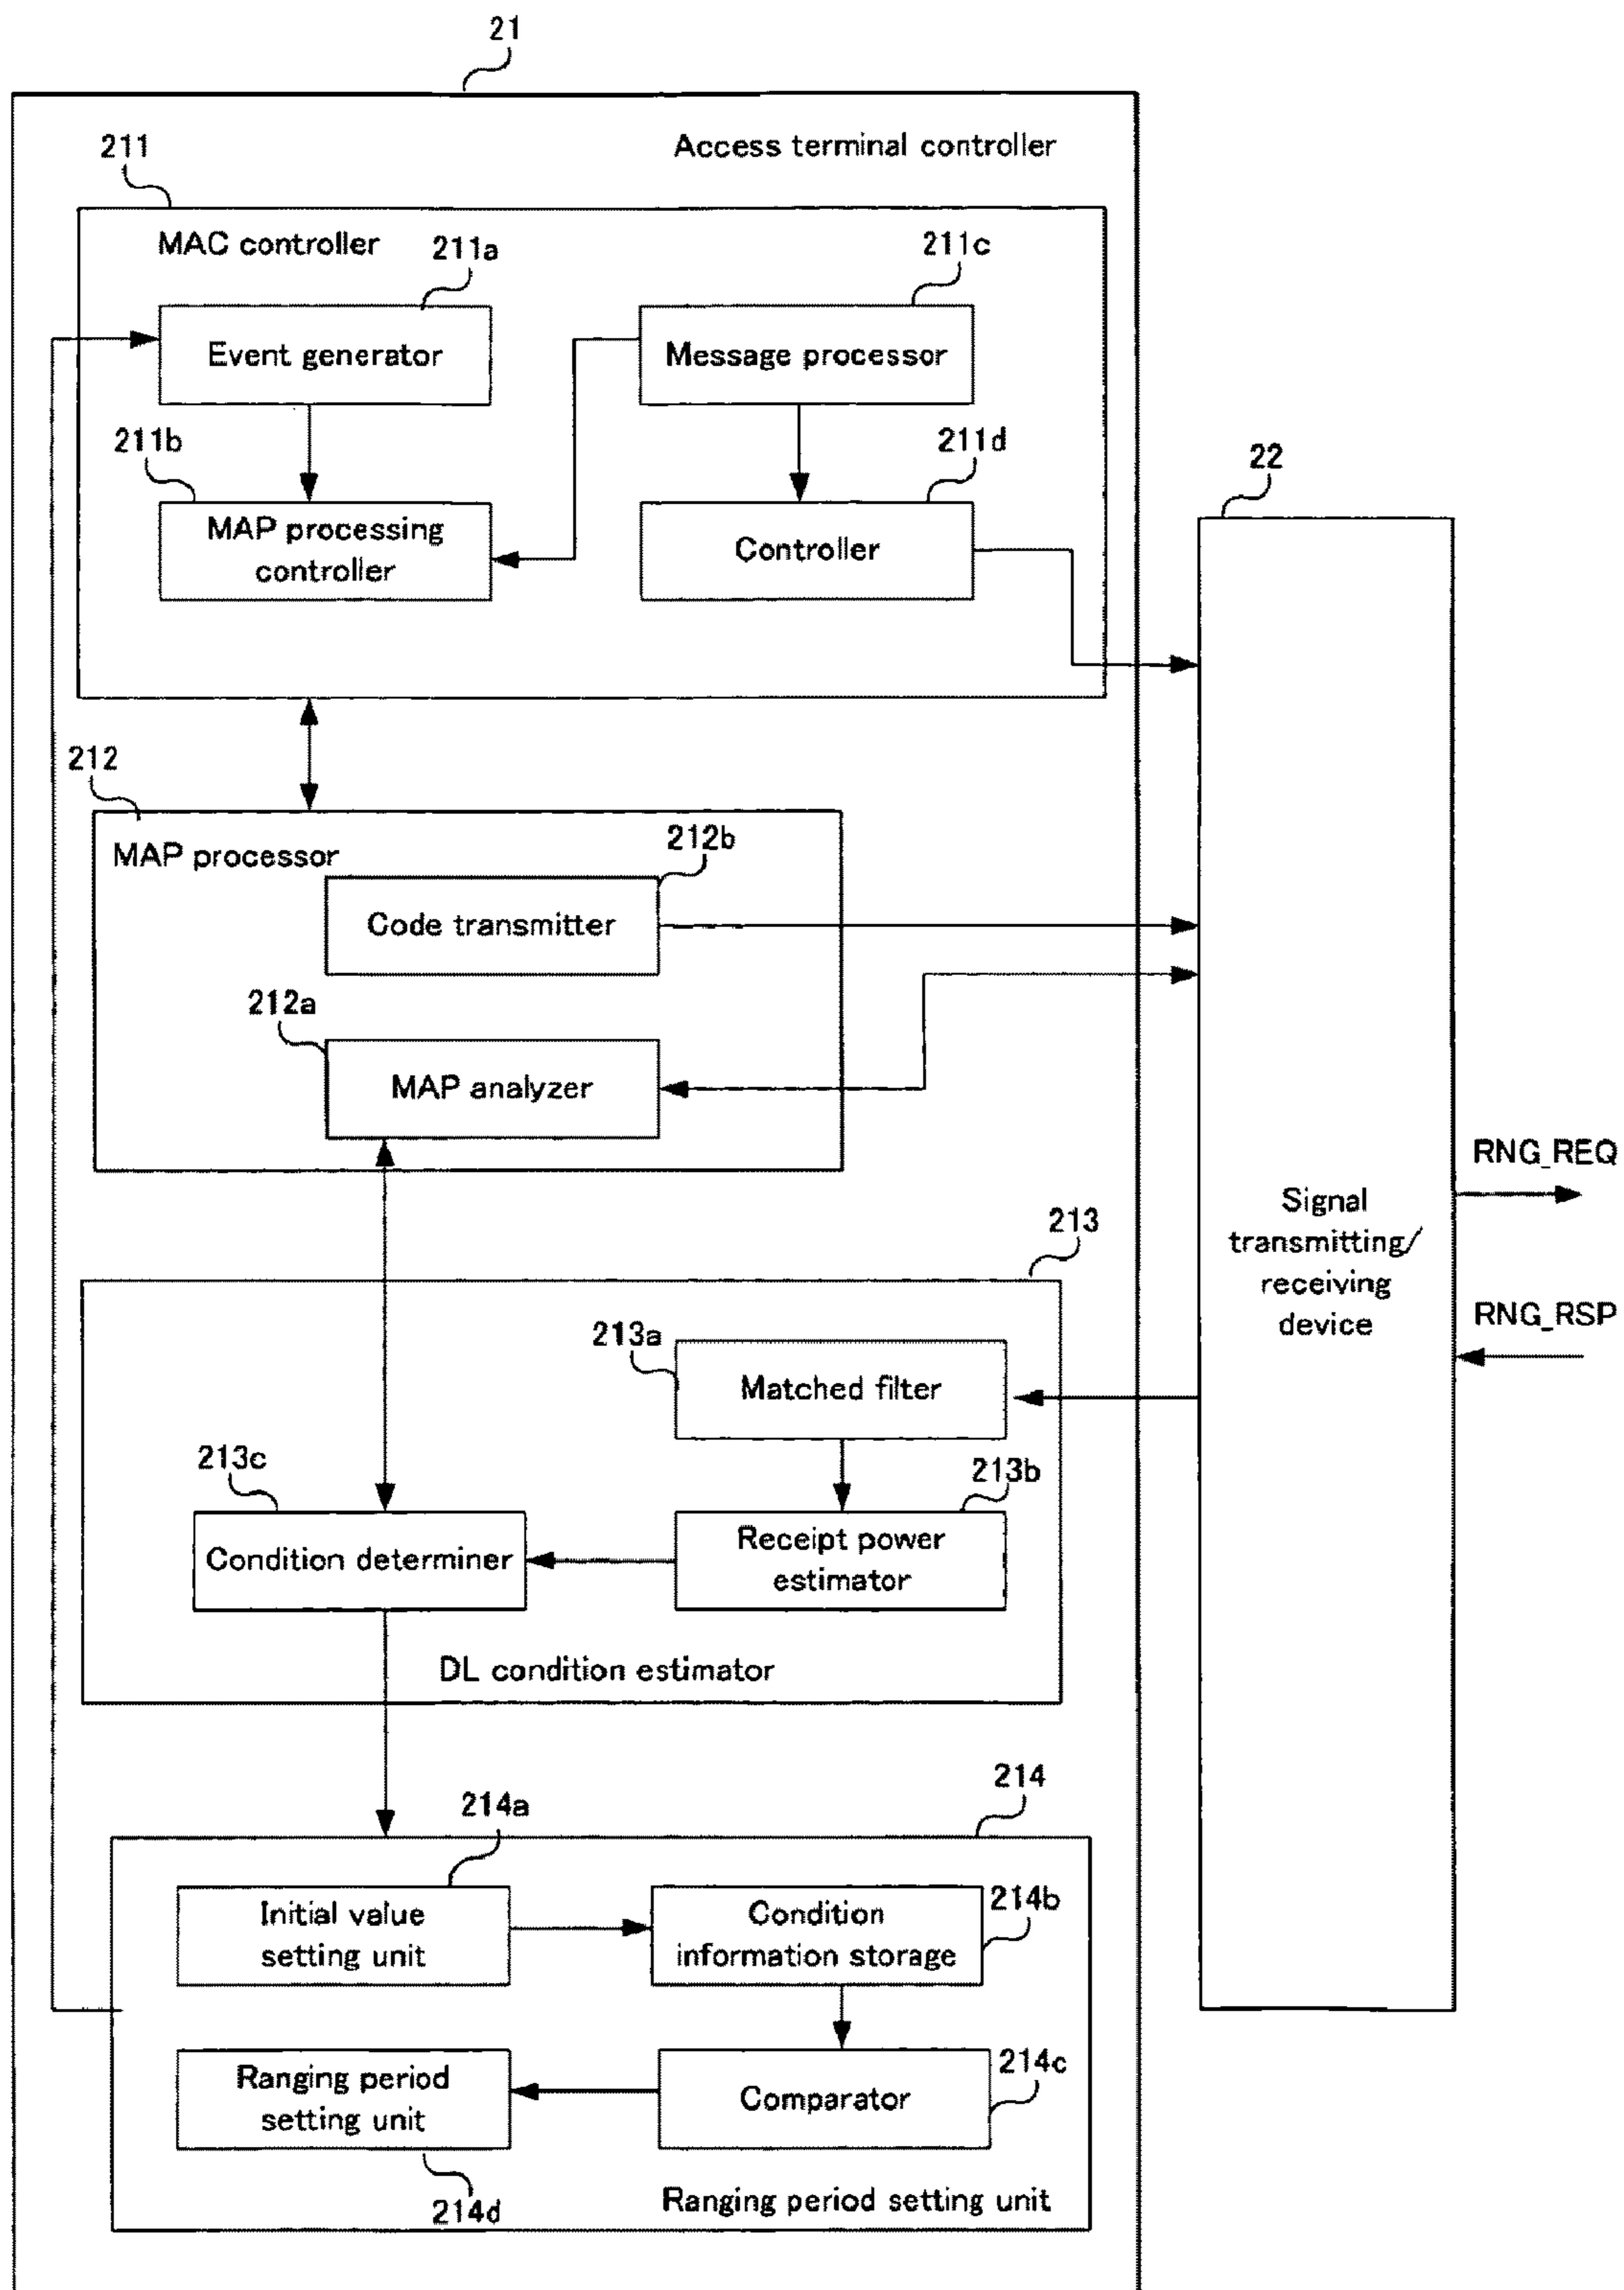 21
Access terminal controller
211
MAC controller
211a
211c
Event generator
Message processor
211b
211d
MAP processing
controller
Controller
22
212
MAP processor
212b
Code transmitter
212a
MAP analyzer
RNG_REQ
Signal
transmitting/
receiving
device
RNG_RSP
213
213a
Matched filter
213c
213b
Condition determiner
Receipt power
estimator
DL condition estimator
214
214a
Initial value
setting unit
214b
Condition
information storage
Ranging period
setting unit
214c
Comparator
214d
Ranging period setting unit